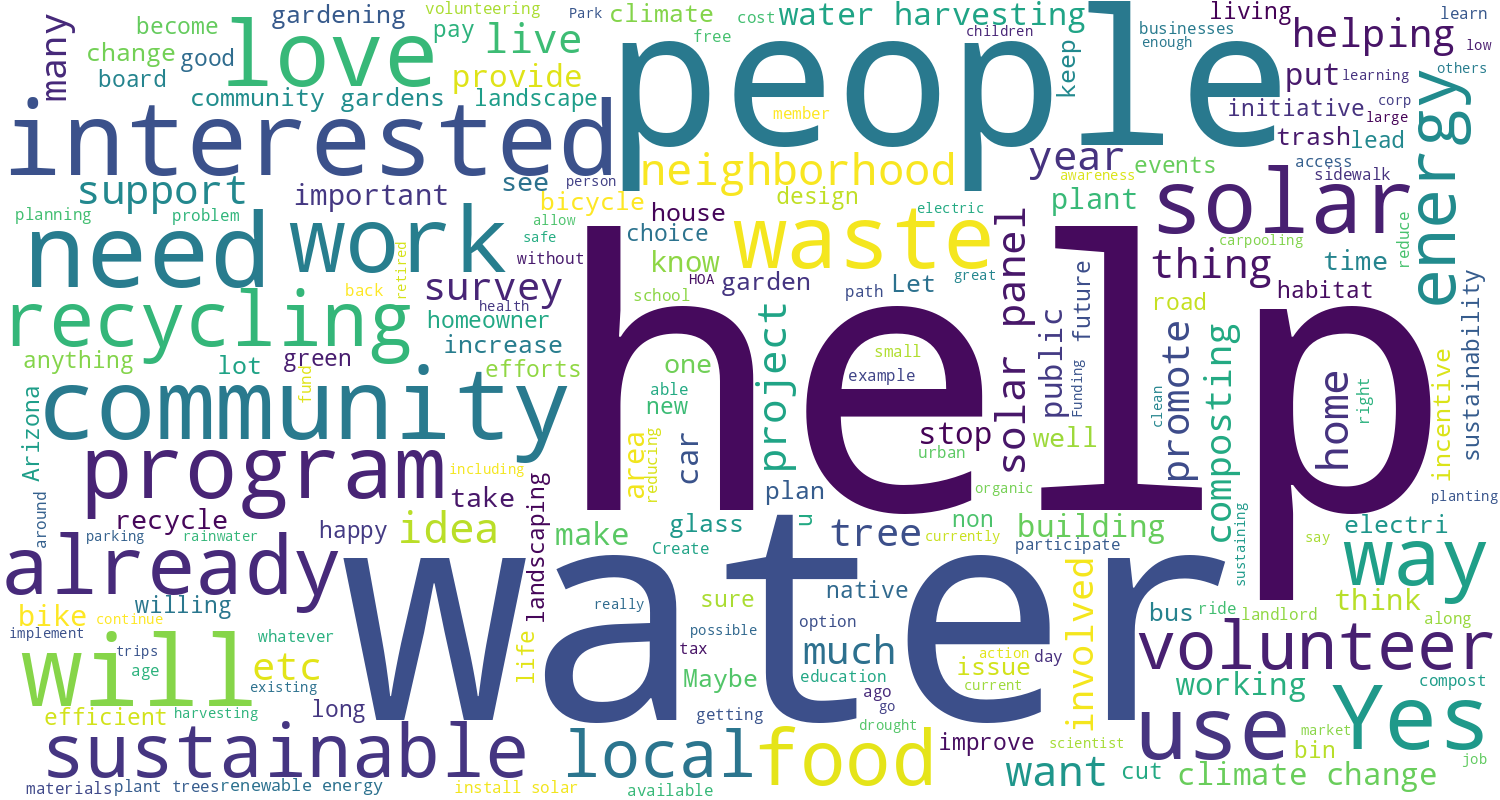 become
gardening
volunteering
Park
climate
cost
water harvesting
people
children
living
businesses
learn
many
change
board
good
love
pay
live
free
keep
enough
helping
low
provide
put
learning
others
energy
community gardens
landscape
member
initiative
corp
large
interested
neighborhood
year
events
trash
lead
awareness
access
sidewalk
support
important
see
person
bicycle
design
plant
solar
planning
problem
need
work
allow
safe
house
choice
waste
electric
solar panel
carpooling
reduce
without
know
thing
time
back
retired
survey
school
HOA
garden
path
Let
great
public
future
road
habitat
sustainability
recycling
health
homeowner
increase
project
small
example
help
promote
composting
anything
lot
green
fund
efforts
one
able
new
Funding
clean
home
right
incentive
Arizona
community
area
reducing
car
stop
urban
well
program
including
take
plan
organic
planting
around
recycle
happy
idea
landscaping
make
glass
Create
u
tree
non
currently
building
participate
sustaining
electri
say
parking
rainwater
already
water
way
bike
continue
willing
really
sure
native
option
involved
bus
ride
landlord
think
along
implement
trips
age
whatever
will
etc
existing
life
possible
tax
much
education
issue
action
current
day
volunteer
efficient
harvesting
long
Maybe
getting
ago
go
drought
working
compost
use
Yes
sustainable
local
food
improve
scientist
want
cut
bin
market
climate change
job
materials
plant trees
renewable energy
install solar
available